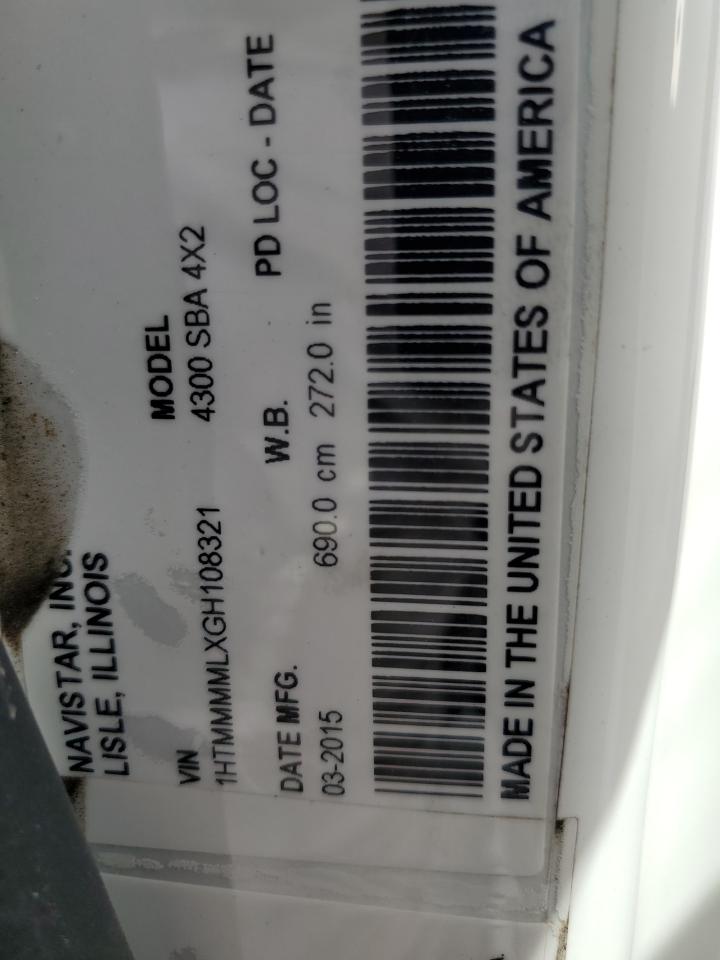 NAVISTAR, INC.
LISLE, ILLINOIS
VIN MODEL
1HTMMMMLXGH108321 4300 SBA 4X2
DATE MFG. W.B. PD LOC - DATE
03-2015 690.0 cm 272.0 in
MADE IN THE UNITED STATES OF AMERICA